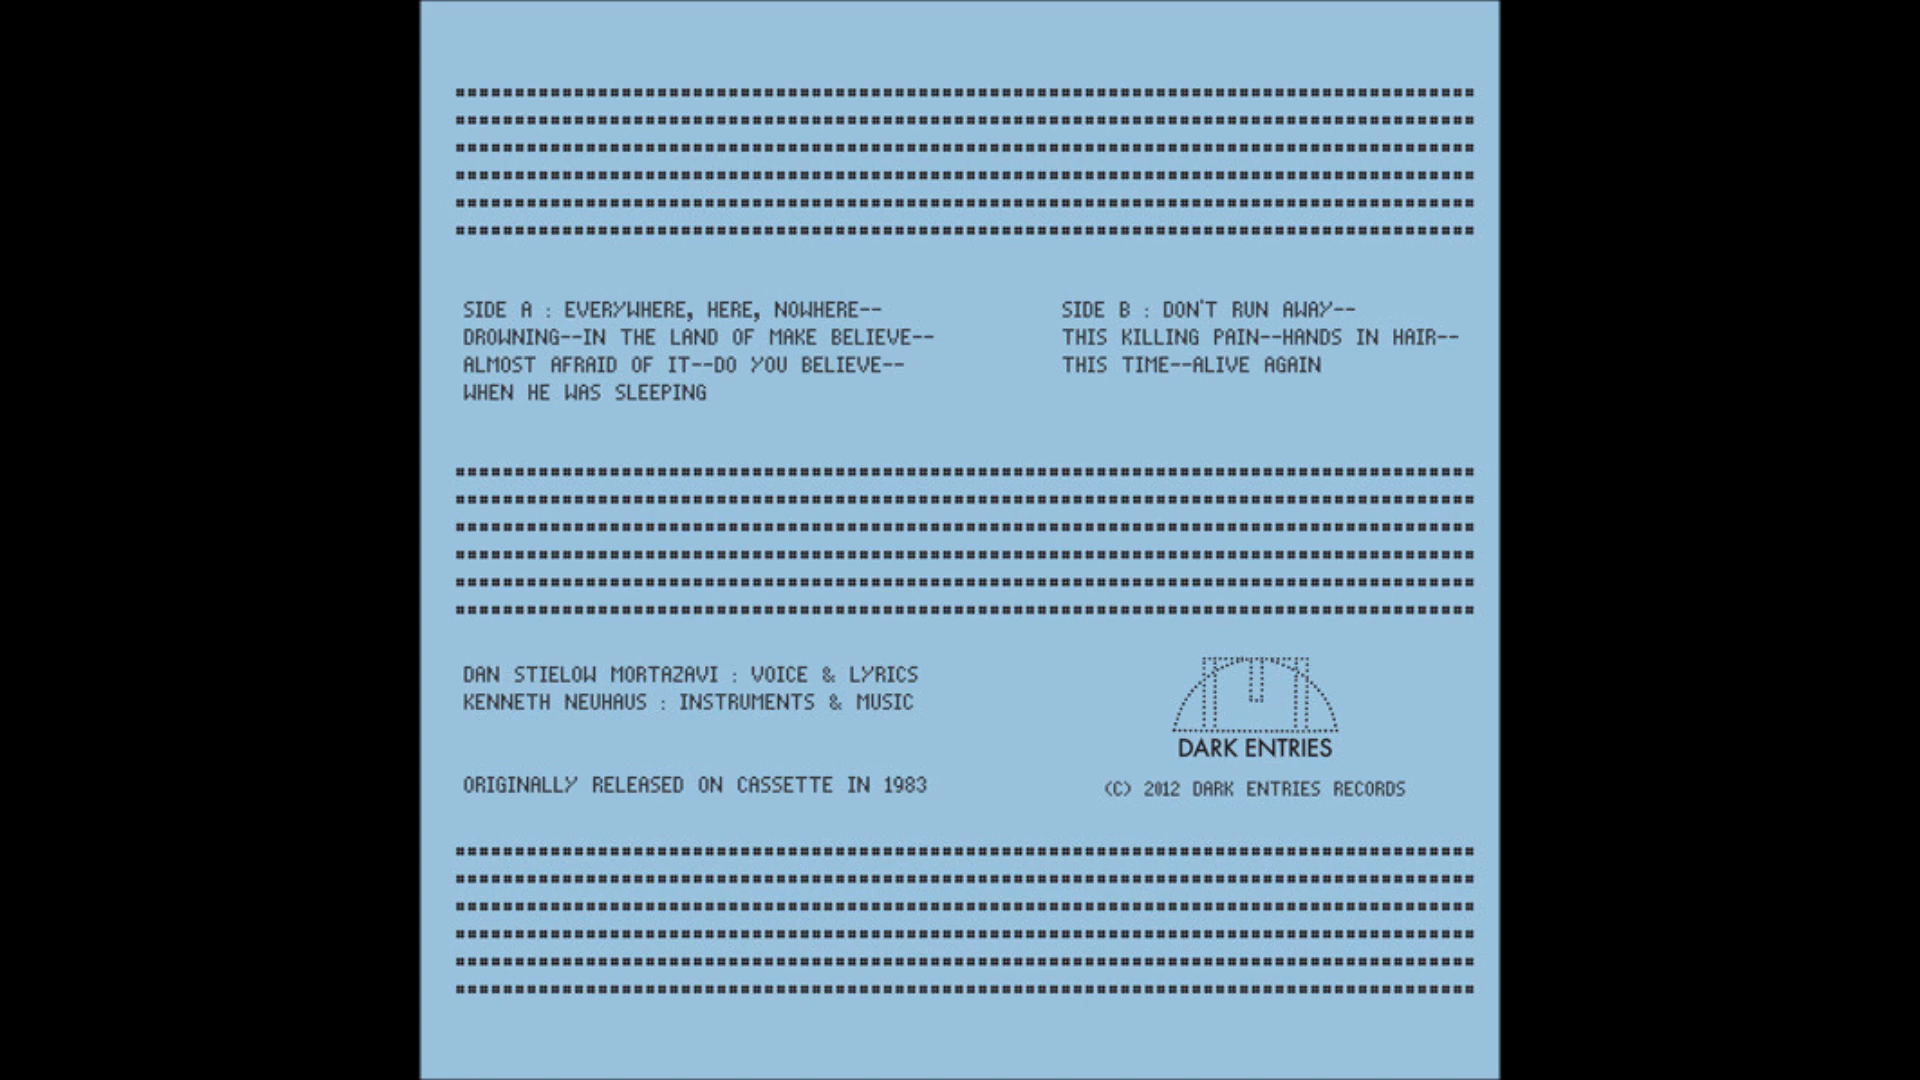 SIDE A : EVERYWHERE, HERE, NOWHERE--
DROWNING--IN THE LAND OF MAKE BELIEVE--
ALMOST AFRAID OF IT--DO YOU BELIEVE--
WHEN HE WAS SLEEPING
SIDE B : DON'T RUN AWAY--
THIS KILLING PAIN--HANDS IN HAIR--
THIS TIME--ALIVE AGAIN
DAN STIELOW MORTAZAVI : VOICE & LYRICS
KENNETH NEUHAUS : INSTRUMENTS & MUSIC
ORIGINALLY RELEASED ON CASSETTE IN 1983
DARK ENTRIES
(C) 2012 DARK ENTRIES RECORDS